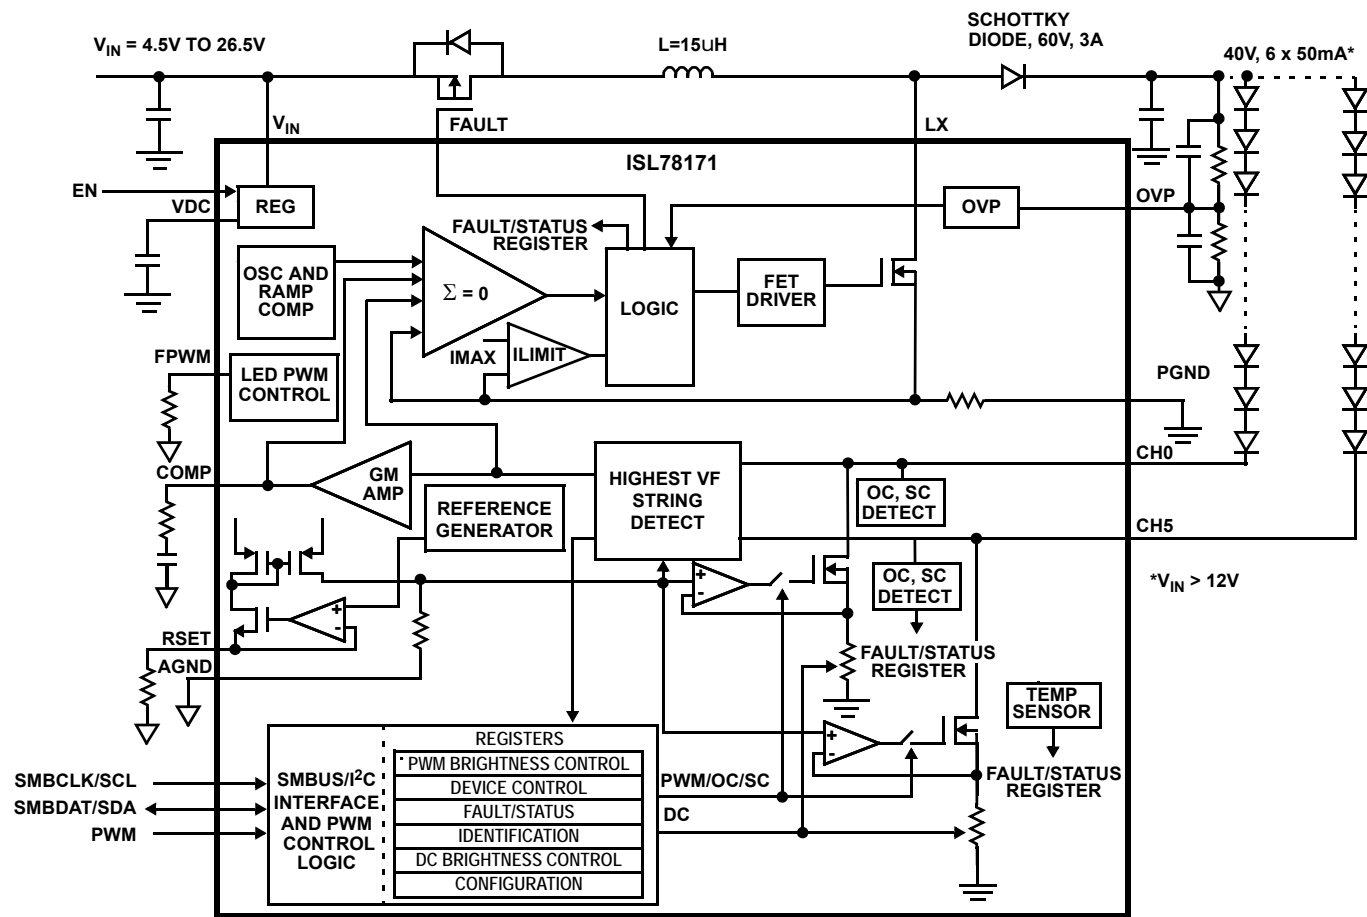 V_IN = 4.5V TO 26.5V
L=15uH
SCHOTTKY
DIODE, 60V, 3A
40V, 6 x 50mA*
V_IN
FAULT
LX
ISL78171
EN
REG
VDC
OVP
OVP
FAULT/STATUS
REGISTER
OSC AND
RAMP
COMP
Σ = 0
LOGIC
FET
DRIVER
IMAX
ILIMIT
FPWM
LED PWM
CONTROL
PGND
COMP
GM
AMP
HIGHEST VF
STRING
DETECT
CH0
OC, SC
DETECT
REFERENCE
GENERATOR
CH5
+
-
OC, SC
DETECT
*V_IN > 12V
+
-
RSET
AGND
FAULT/STATUS
REGISTER
TEMP
SENSOR
+
-
FAULT/STATUS
REGISTER
SMBCLK/SCL
SMBDAT/SDA
PWM
SMBUS/I²C
INTERFACE
AND PWM
CONTROL
LOGIC
REGISTERS
PWM BRIGHTNESS CONTROL
DEVICE CONTROL
FAULT/STATUS
IDENTIFICATION
DC BRIGHTNESS CONTROL
CONFIGURATION
PWM/OC/SC
DC